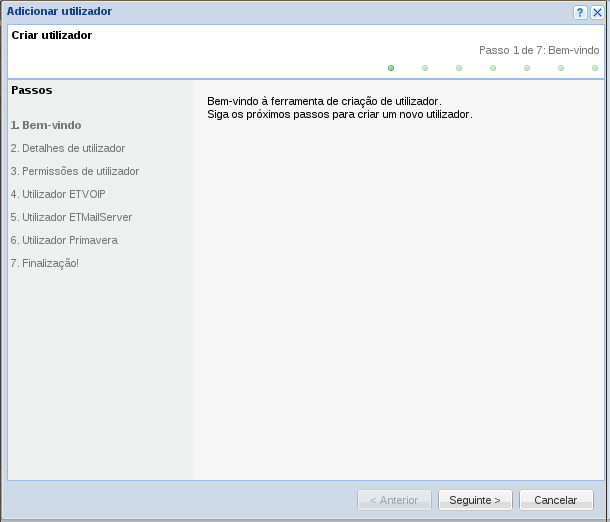 Adicionar utilizador
?
Criar utilizador
Passo 1 de 7: Bem-vindo
Passos
1. Bem-vindo
2. Detalhes de utilizador
3. Permissões de utilizador
4. Utilizador ETVOIP
5. Utilizador ETMailServer
6. Utilizador Primavera
7. Finalização!
Bem-vindo à ferramenta de criação de utilizador.
Siga os próximos passos para criar um novo utilizador.
< Anterior
Seguinte >
Cancelar